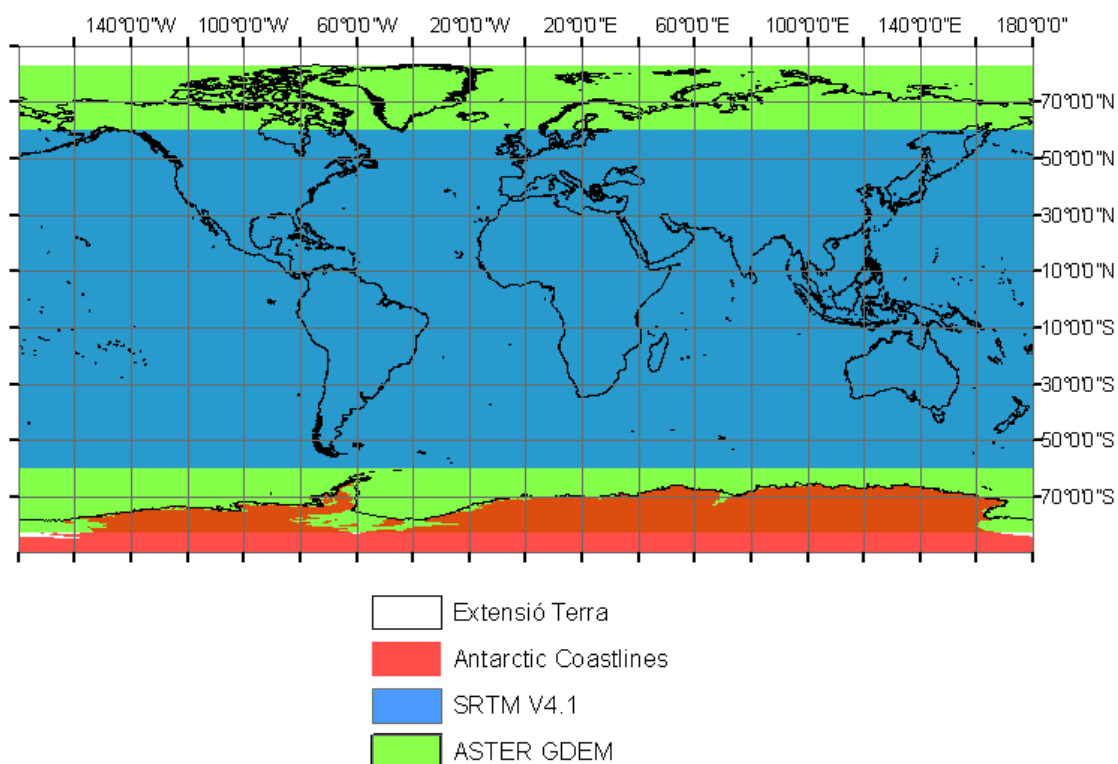 140°0'0"W 100°0'0"W 60°0'0"W 20°0'0"W 20°0'0"E 60°0'0"E 100°0'0"E 140°0'0"E 180°0'0"
70°0'0"N
50°0'0"N
30°0'0"N
10°0'0"N
10°0'0"S
30°0'0"S
50°0'0"S
70°0'0"S
Extensió Terra
Antarctic Coastlines
SRTM V4.1
ASTER GDEM